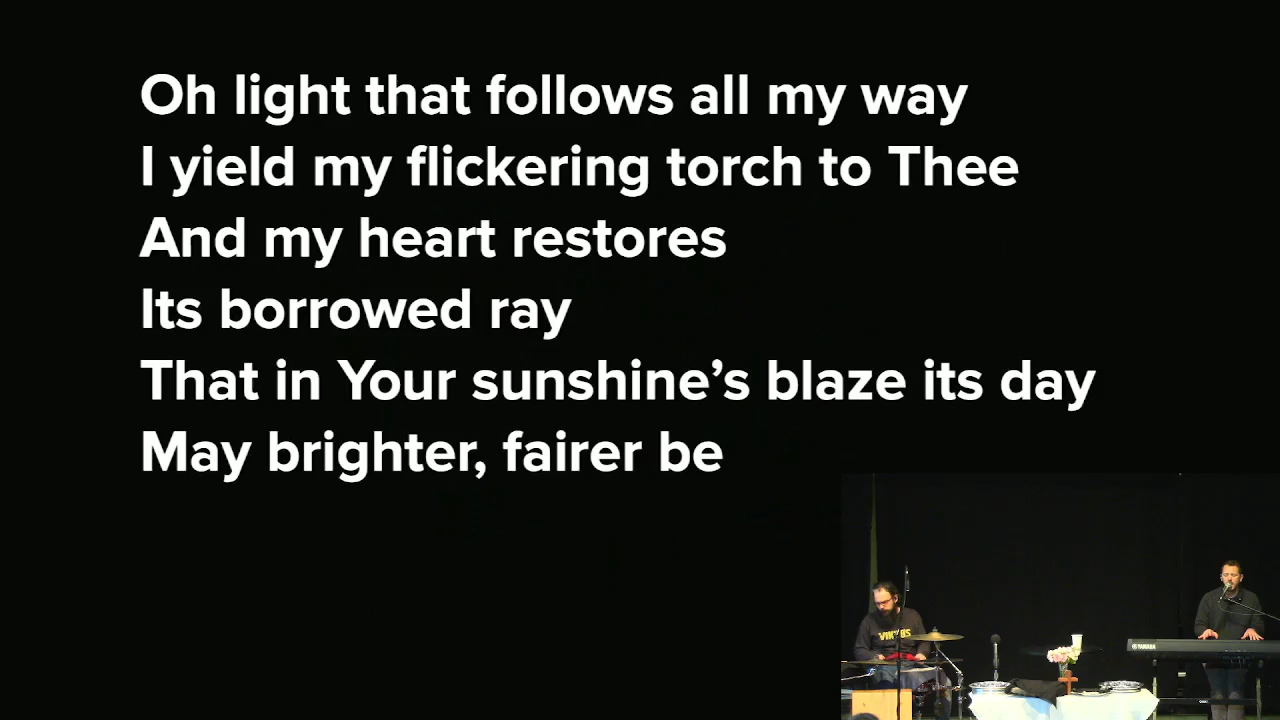 Oh light that follows all my way
I yield my flickering torch to Thee
And my heart restores
Its borrowed ray
That in Your sunshine’s blaze its day
May brighter, fairer be
YAMAHA